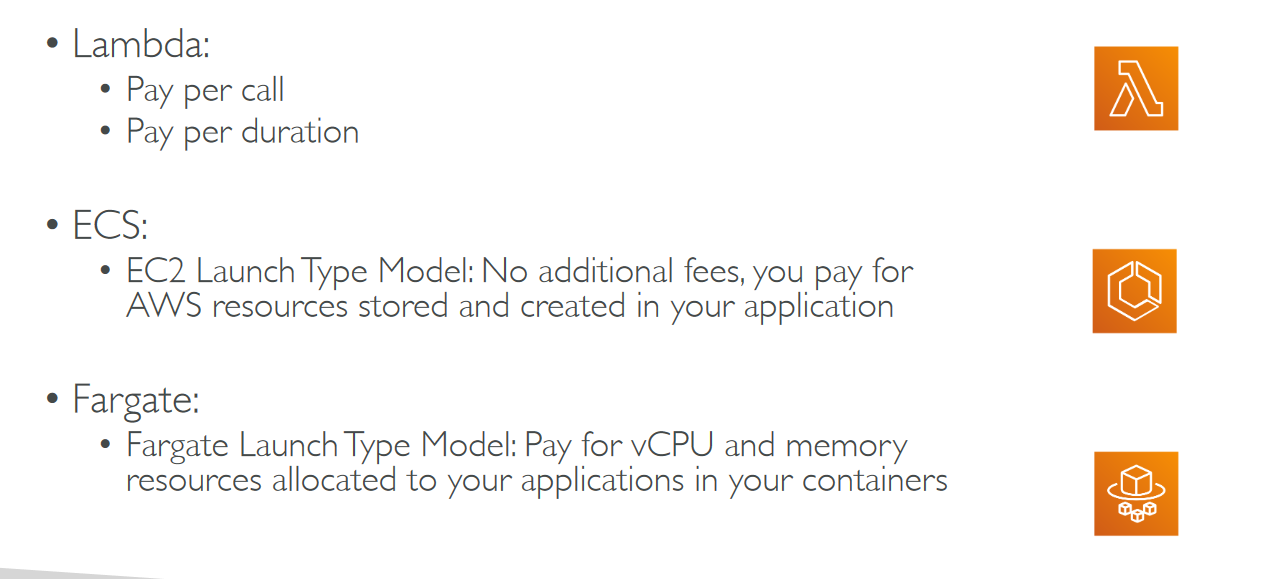 • Lambda:
• Pay per call
• Pay per duration
• ECS:
• EC2 Launch Type Model: No additional fees, you pay for
AWS resources stored and created in your application
• Fargate:
• Fargate Launch Type Model: Pay for vCPU and memory
resources allocated to your applications in your containers